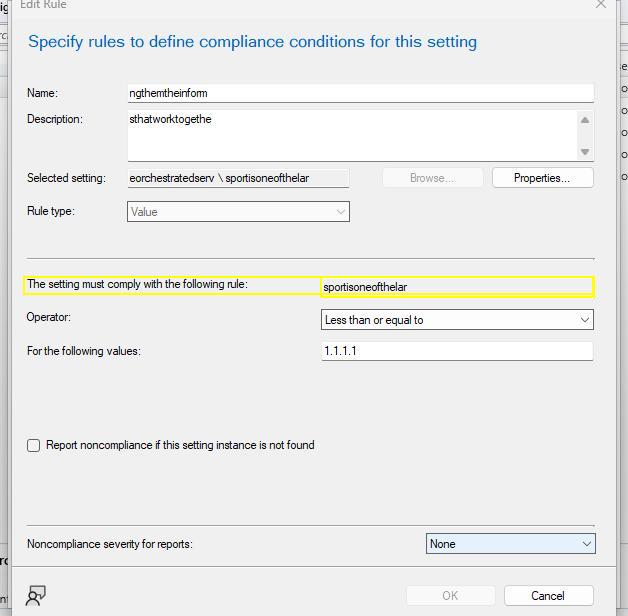 Edit Rule
Specify rules to define compliance conditions for this setting
Name: ngthemtheinform
Description: sthatworktogethe
Selected setting: eorchestratedserv \ sportisoneofthelar Browse... Properties...
Rule type: Value
The setting must comply with the following rule: sportisoneofthelar
Operator: Less than or equal to
For the following values: 1.1.1.1
Report noncompliance if this setting instance is not found
Noncompliance severity for reports: None
OK Cancel